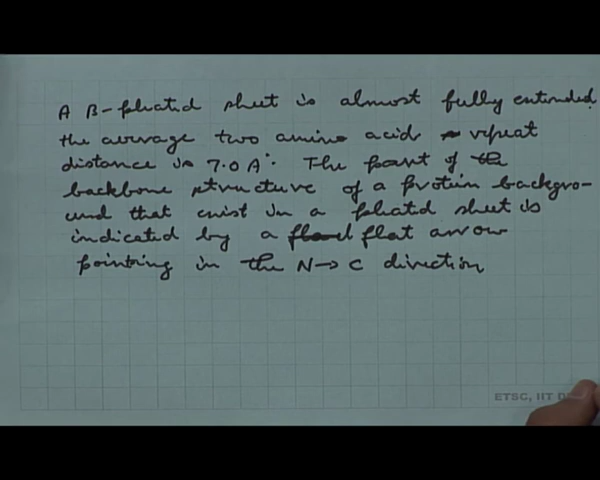 A B-pleated sheet is almost fully extended.
the average two amino acid repeat
distance is 7.0 A°. The part of the
backbone structure of a protein backgro-
und that exist in a pleated sheet is
indicated by a flat arrow
pointing in the N→C direction
ETSC, IIT D